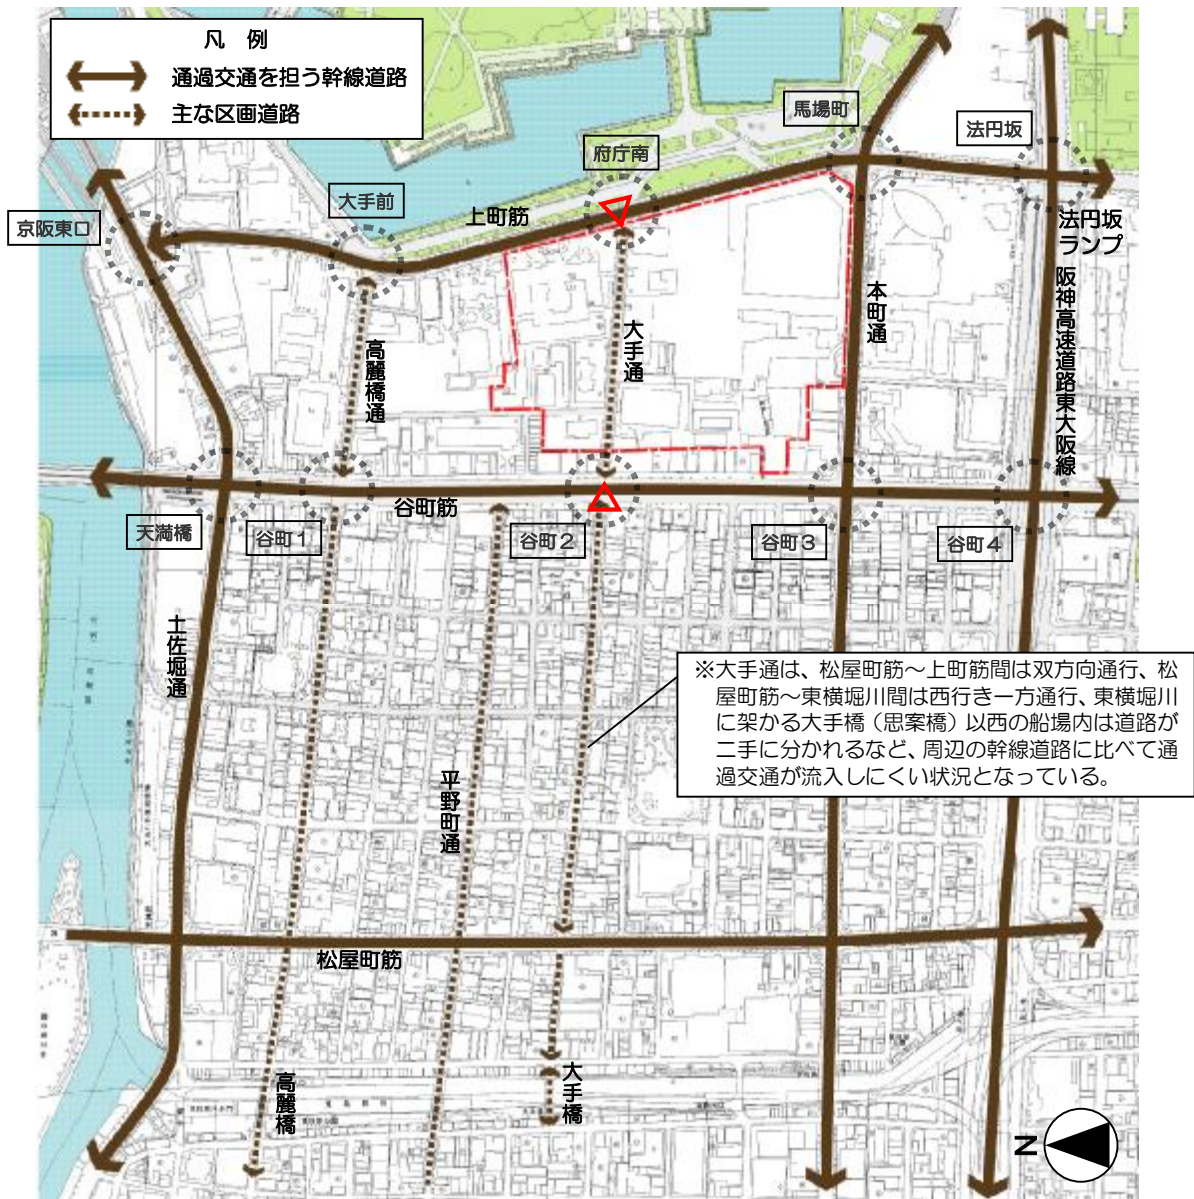 凡 例
通過交通を担う幹線道路
主な区画道路
馬場町
法円坂
府庁南
大手前
京阪東口
上町筋
法円坂
ランプ
阪神高速道路東大阪線
本町通
大手通
高麗橋通
谷町筋
天満橋
谷町1
谷町2
谷町3
谷町4
土佐堀通
※大手通は、松屋町筋～上町筋間は双方向通行、松
屋町筋～東横堀川間は西行き一方通行、東横堀川
に架かる大手橋（思案橋）以西の船場内は道路が
二手に分かれるなど、周辺の幹線道路に比べて通
過交通が流入しにくい状況となっている。
平野町通
松屋町筋
高麗橋
大手橋
N